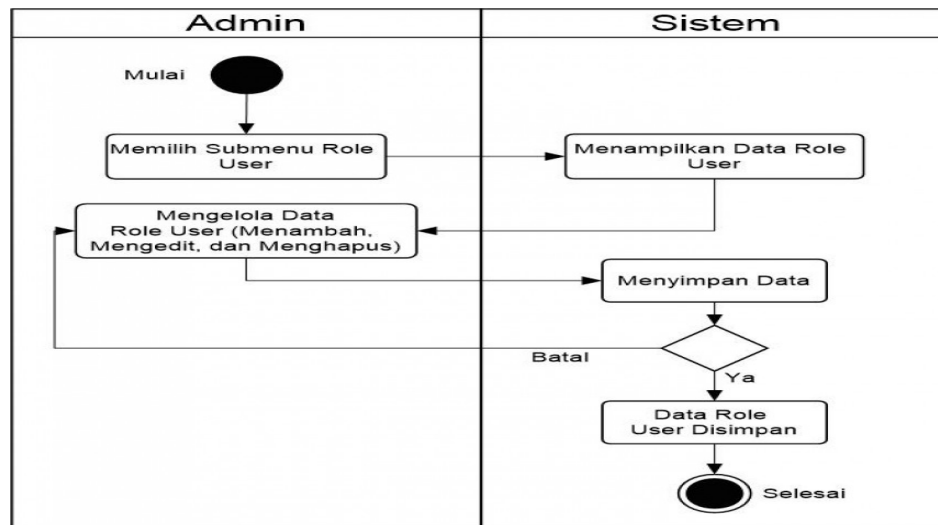 Admin
Sistem
Mulai
Memilih Submenu Role
User
Menampilkan Data Role
User
Mengelola Data
Role User (Menambah,
Mengedit, dan Menghapus)
Menyimpan Data
Batal
Ya
Data Role
User Disimpan
Selesai